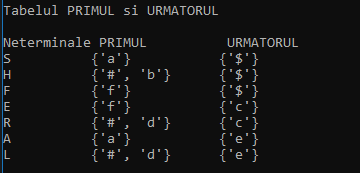 Tabelul PRIMUL si URMATORUL
Neterminale PRIMUL URMATORUL
S {'a'} {'$'}
H {'#', 'b'} {'$'}
F {'f'} {'$'}
E {'f'} {'c'}
R {'#', 'd'} {'c'}
A {'a'} {'e'}
L {'#', 'd'} {'e'}